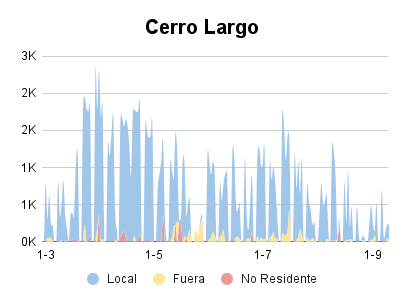 Cerro Largo
3K
2K
2K
1K
1K
0K
1-3
1-5
1-7
1-9
Local
Fuera
No Residente